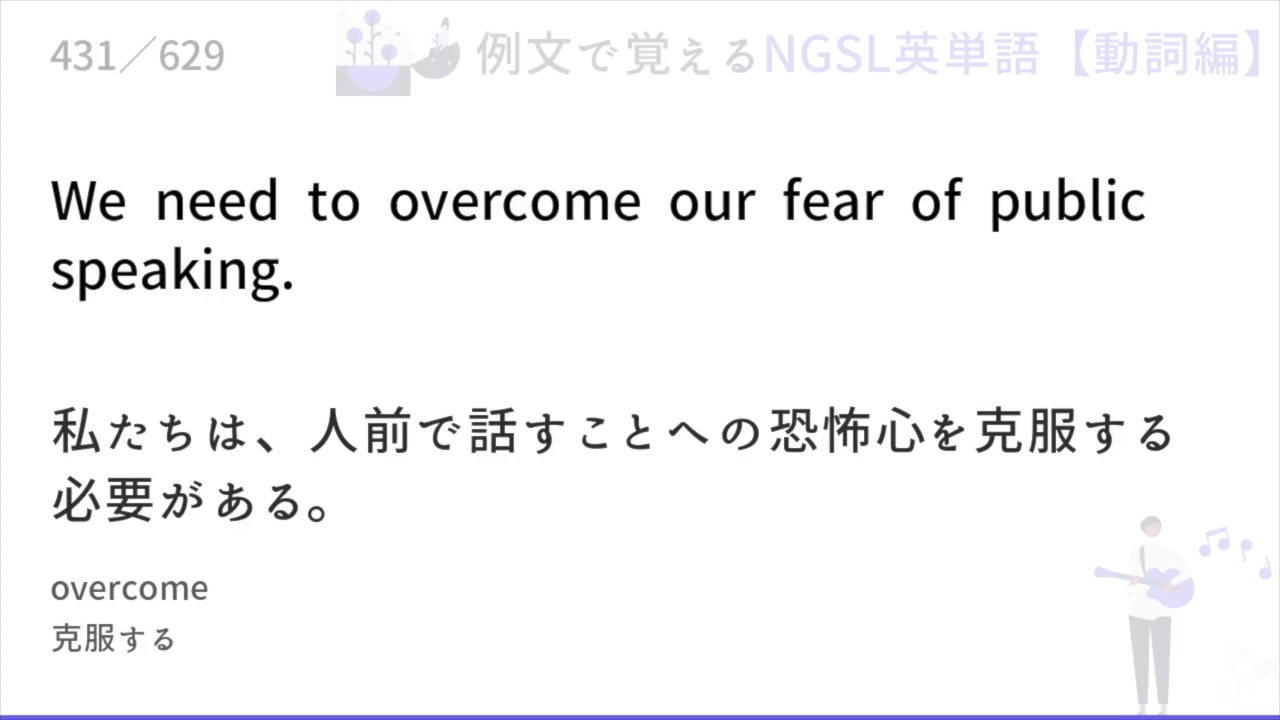 431／629
例文で覚えるNGSL英単語【動詞編】
We need to overcome our fear of public
speaking.
私たちは、人前で話すことへの恐怖心を克服する
必要がある。
overcome
克服する